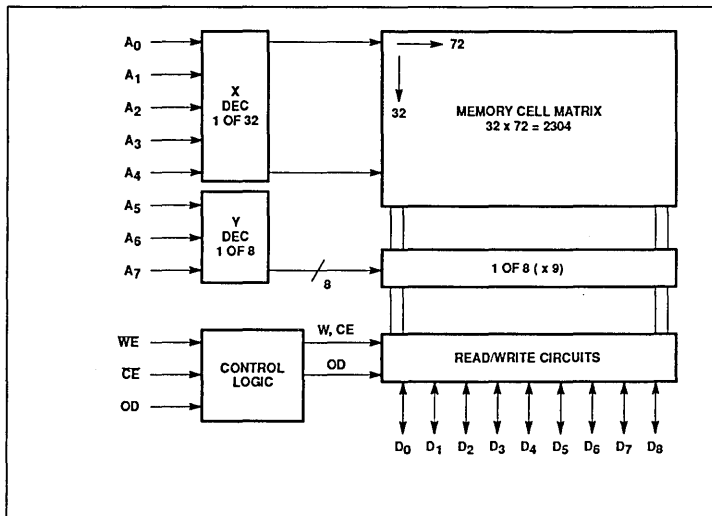 A0
A1
A2
A3
A4
X
DEC
1 OF 32
72
32
MEMORY CELL MATRIX
32 x 72 = 2304
A5
A6
A7
Y
DEC
1 OF 8
8
1 OF 8 ( x 9)
W̅E̅
C̅E̅
OD
CONTROL
LOGIC
W, CE
OD
READ/WRITE CIRCUITS
D0 D1 D2 D3 D4 D5 D6 D7 D8